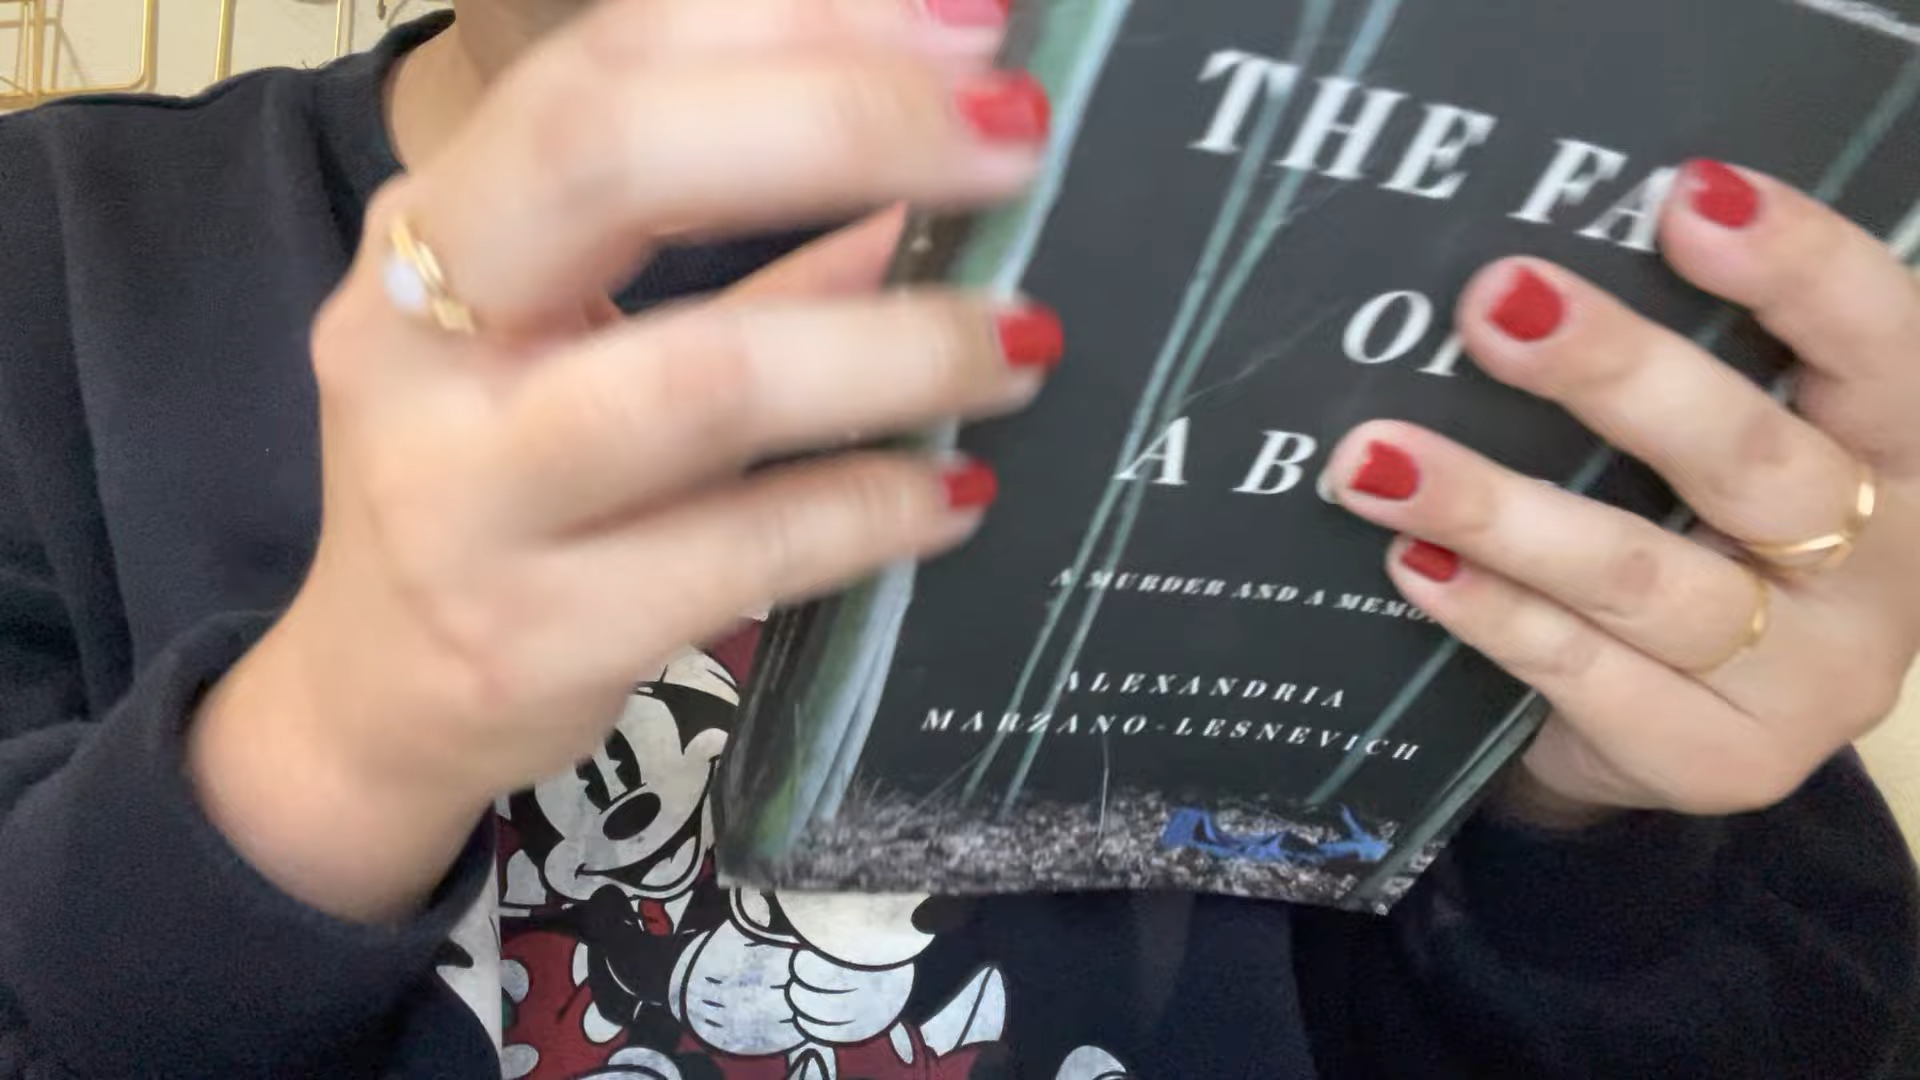 THE FA
OF
A B
A MURDER AND A MEMO
ALEXANDRIA
MARZANO-LESNEVICH